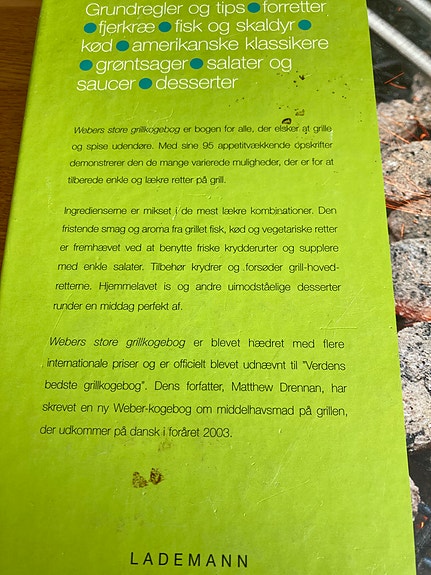 Grundregler og tips ● forretter
● fjerkræ ● fisk og skaldyr ●
kød ● amerikanske klassikere
● grøntsager ● salater og
saucer ● desserter
Webers store grillkogebog er bogen for alle, der elsker at grille
og spise udendøre. Med sine 95 appetitvækkende opskrifter
demonstrerer den de mange varierede muligheder, der er for at
tilberede enkle og lækre retter på grill.
Ingredienserne er mikset i de mest lækre kombinationer. Den
fristende smag og aroma fra grillet fisk, kød og vegetariske retter
er fremhævet ved at benytte friske krydderurter og supplere
med enkle salater. Tilbehør krydrer og forsøder grill-hoved-
retterne. Hjemmelavet is og andre uimodståelige desserter
runder en middag perfekt af.
Webers store grillkogebog er blevet hædret med flere
internationale priser og er officielt blevet udnævnt til "Verdens
bedste grillkogebog". Dens forfatter, Matthew Drennan, har
skrevet en ny Weber-kogebog om middelhavsmad på grillen,
der udkommer på dansk i foråret 2003.
LADEMANN